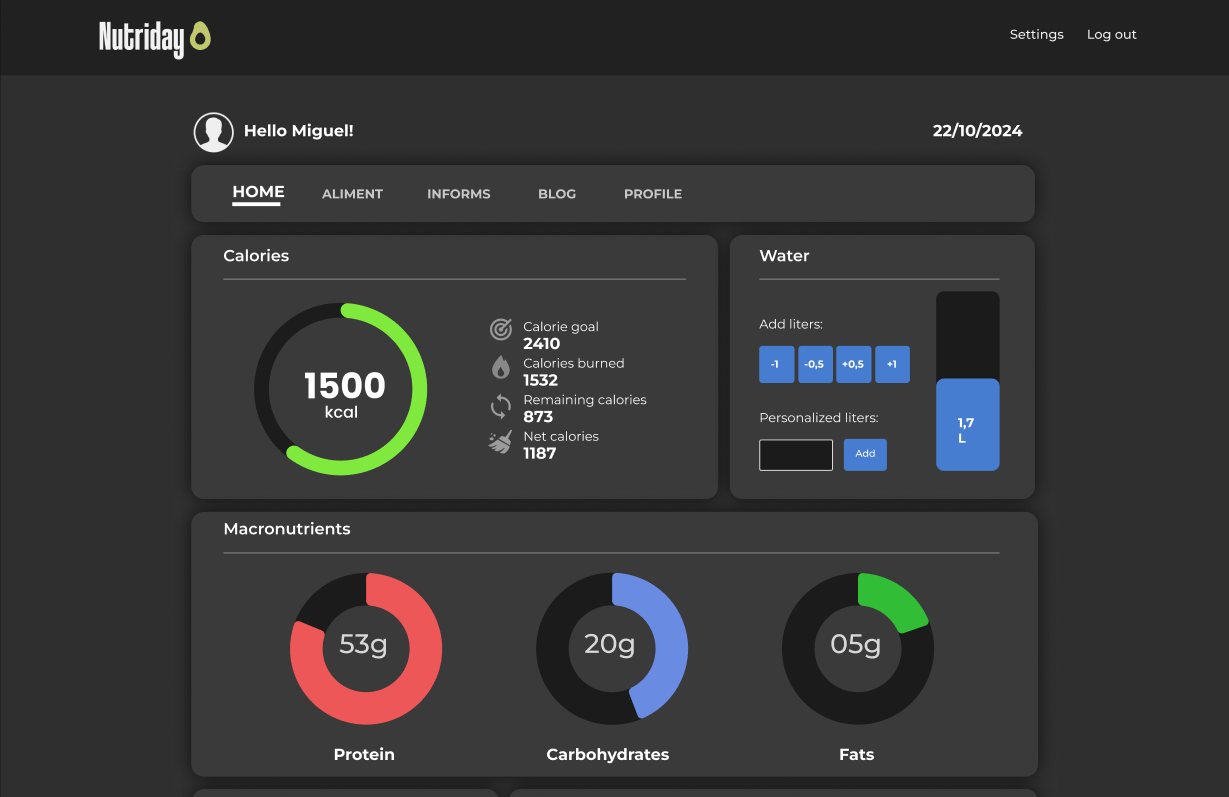 Nutriday
Settings
Log out
Hello Miguel!
22/10/2024
HOME
ALIMENT
INFORMS
BLOG
PROFILE
Calories
1500
kcal
Calorie goal
2410
Calories burned
1532
Remaining calories
873
Net calories
1187
Water
Add liters:
-1
-0,5
+0,5
+1
Personalized liters:
Add
1,7
L
Macronutrients
53g
20g
05g
Protein
Carbohydrates
Fats